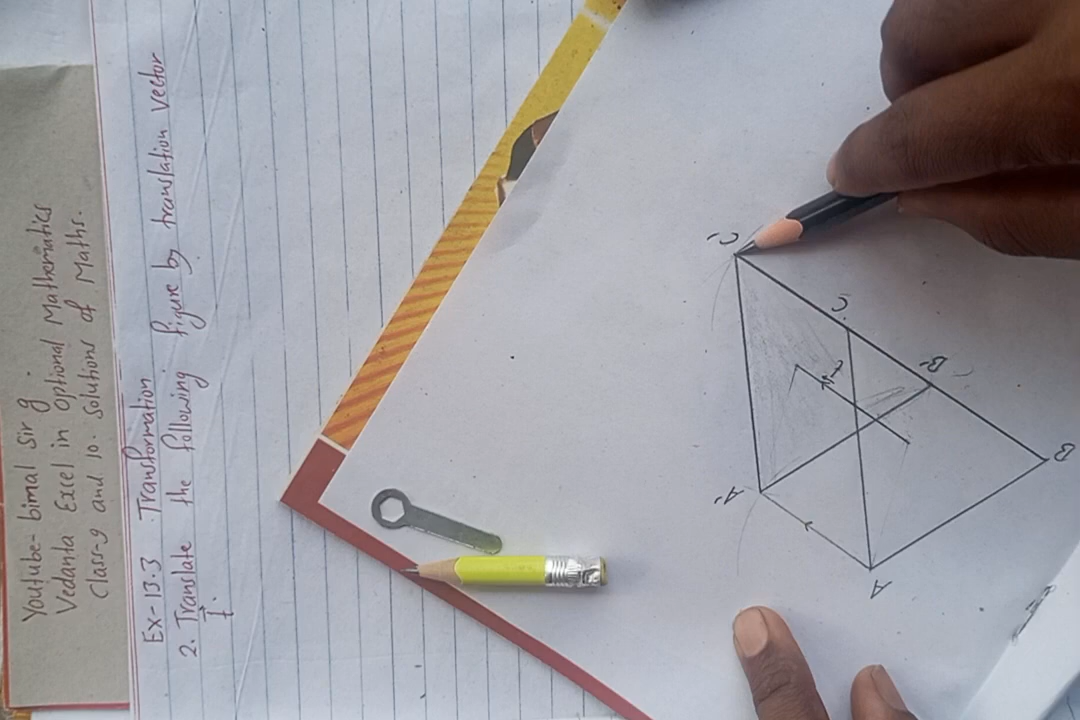 Youtube- bimal Sir g
Vedanta Excel in Optional Mathematics
Class-9 and 10. Solutions of Maths.
Ex-13.3 Transformation
2. Translate the following figure by translation vector
t.
C'
C
B'
B
A'
A
t